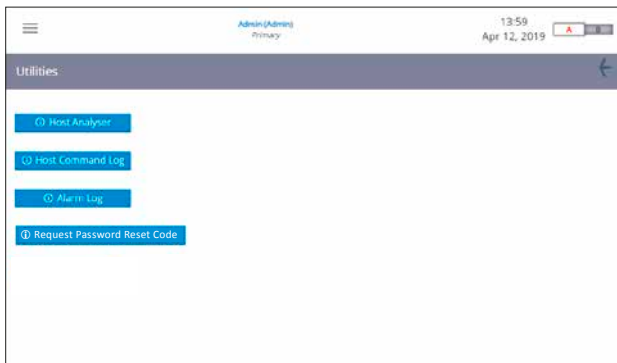 Admin (Admin)
Primary
13:59
Apr 12, 2019
A
Utilities
Host Analyser
Host Command Log
Alarm Log
Request Password Reset Code